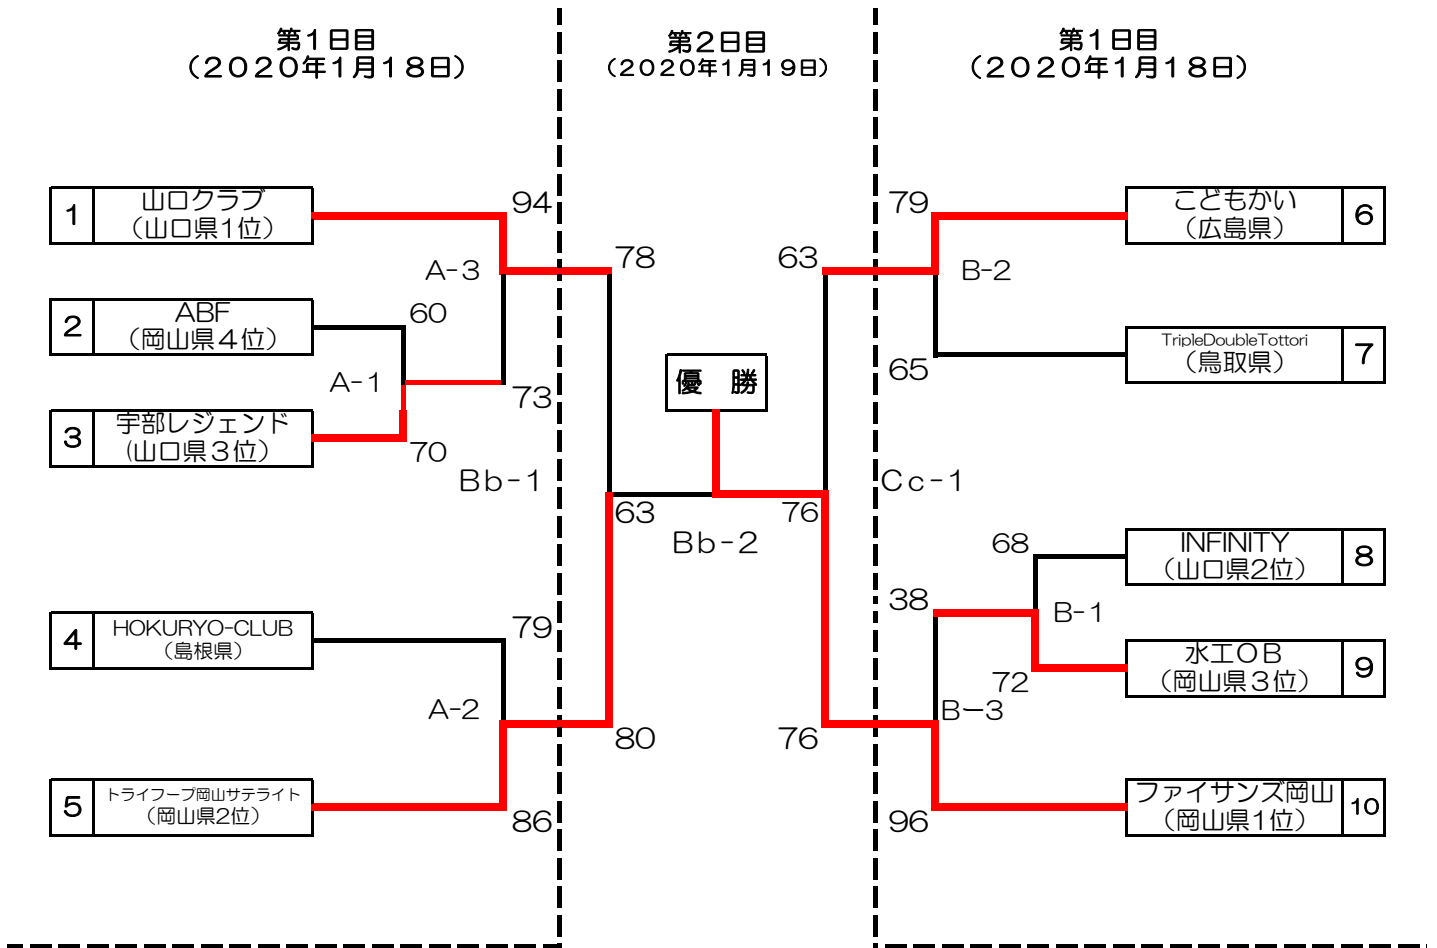 第1日目
（２０２０年１月１８日）
第2日目
（２０２０年１月１９日）
第1日目
（２０２０年１月１８日）
1
山口クラブ
（山口県1位）
94
A-3
78
2
ABF
（岡山県４位）
60
A-1
73
3
宇部レジェンド
(山口県３位）
70
Bb-1
63
4
HOKURYO-CLUB
（島根県）
79
A-2
80
5
トライフープ岡山サテライト
（岡山県2位）
86
優　勝
Bb-2
76
63
79
こどもかい
（広島県）
6
B-2
65
TripleDoubleTottori
（鳥取県）
7
Cc-1
68
INFINITY
（山口県2位）
8
38
B-1
72
水工ＯＢ
（岡山県３位）
9
76
B－3
96
ファイサンズ岡山
（岡山県1位）
10